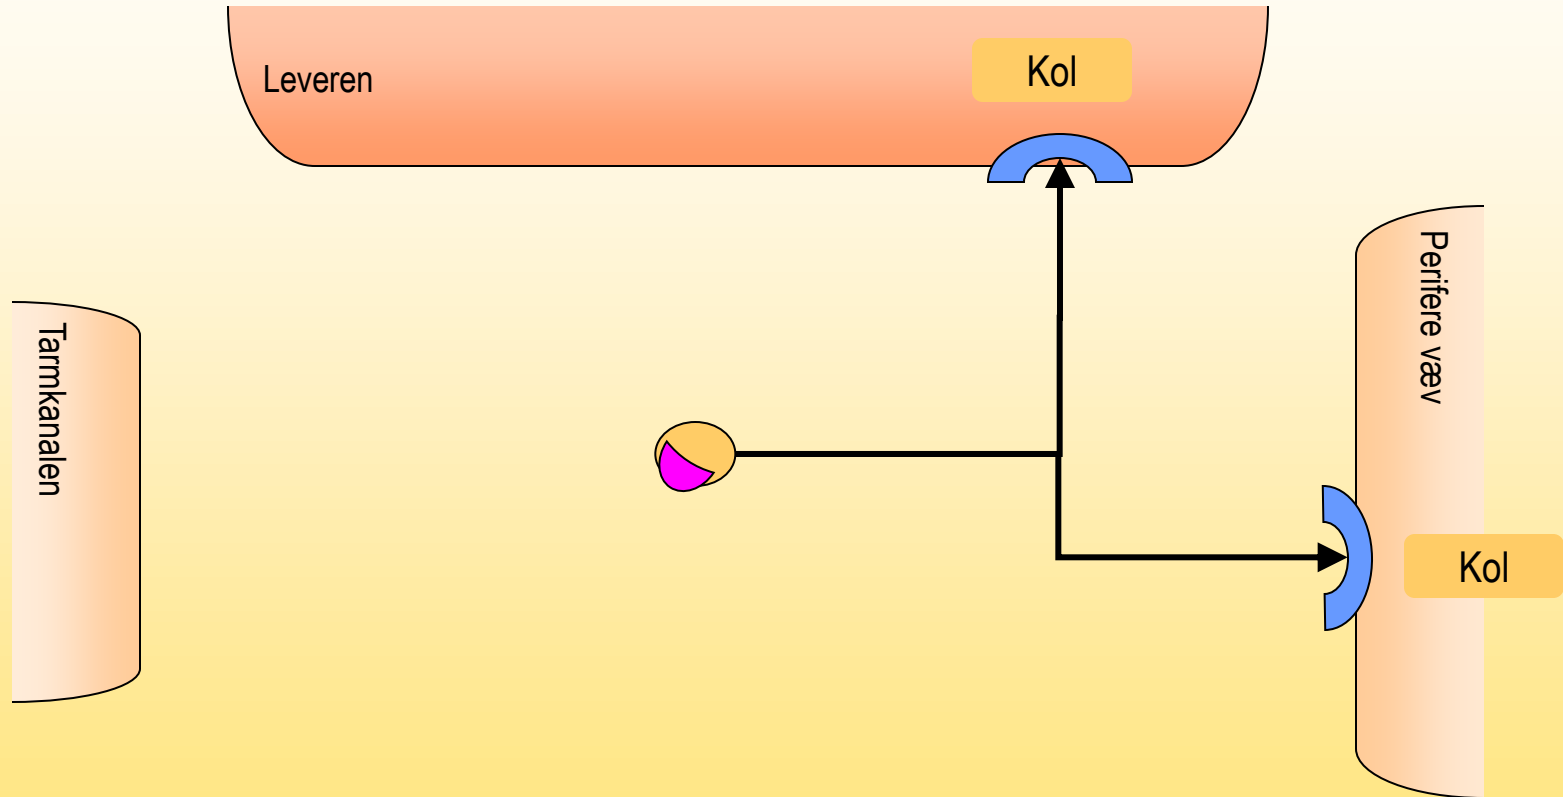 Leveren
Kol
Perifere væv
Tarmkanalen
Kol